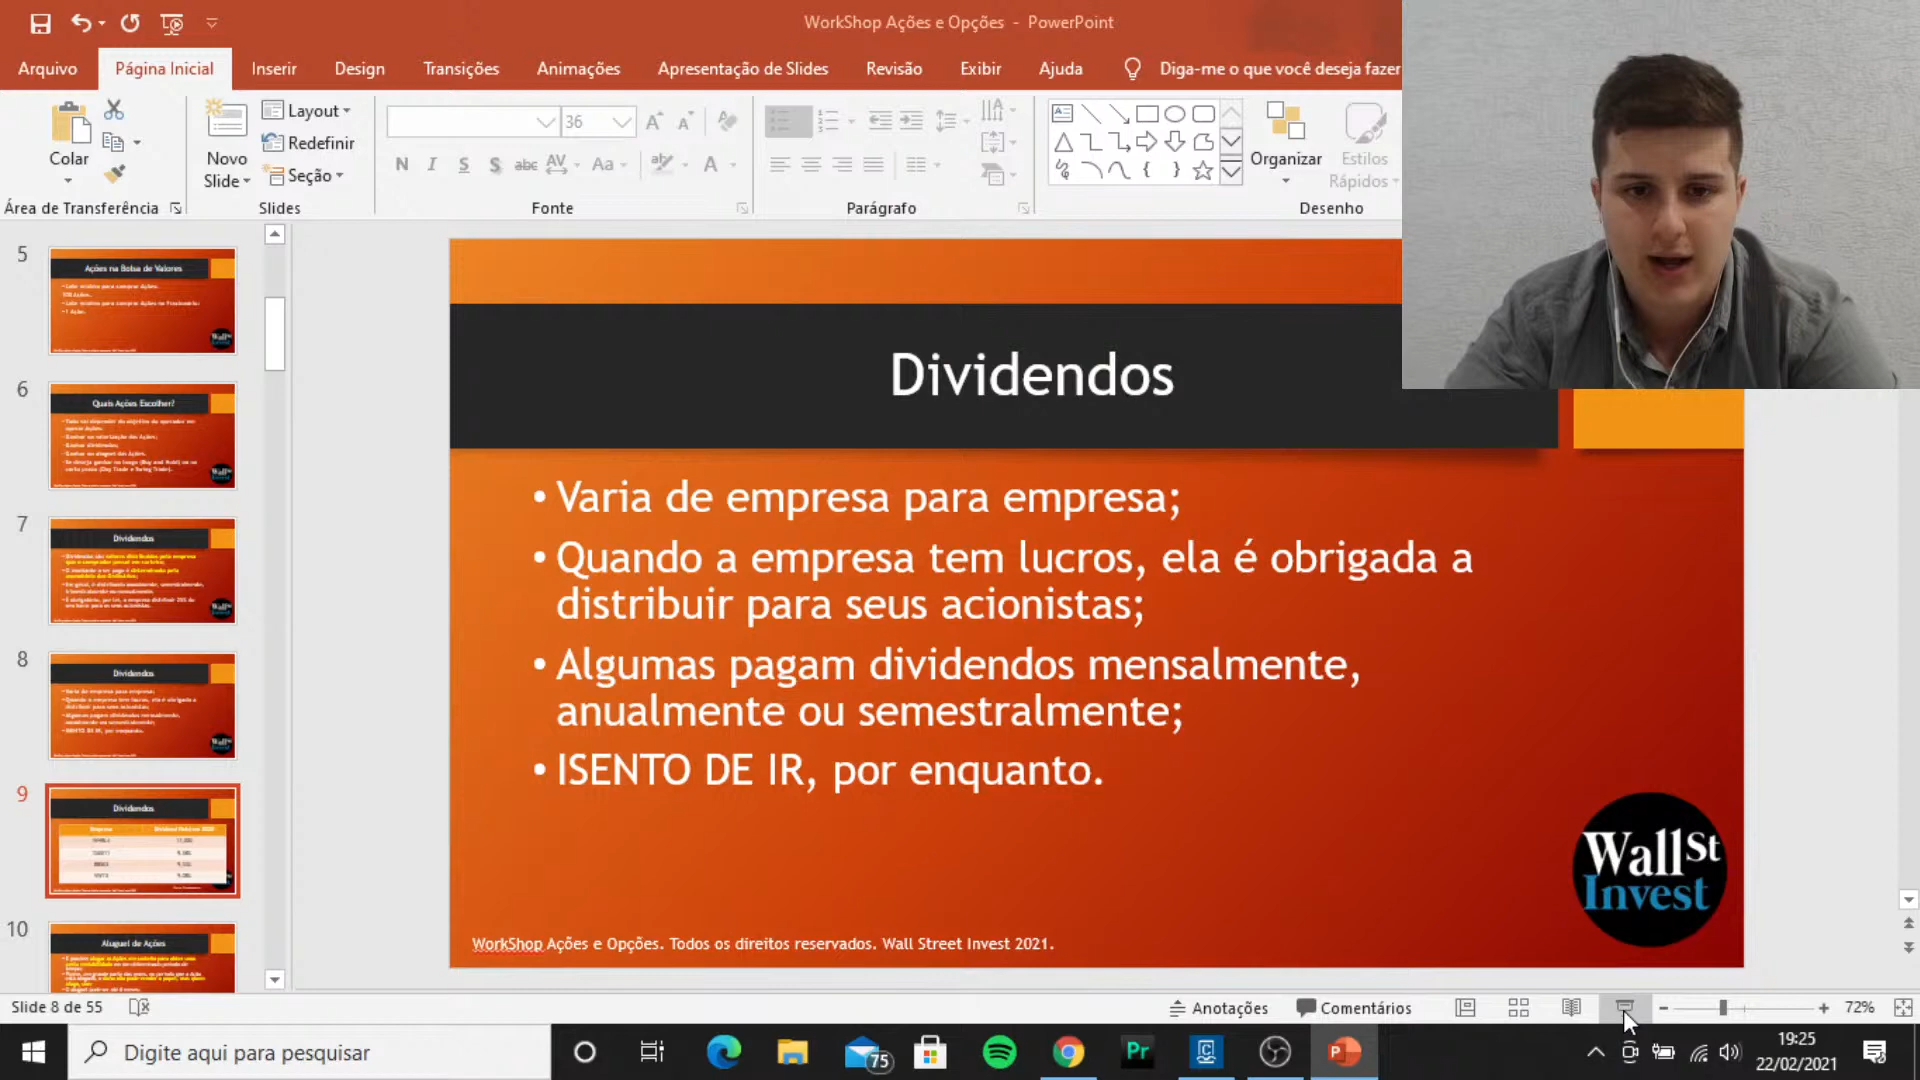 WorkShop Ações e Opções - PowerPoint
Arquivo
Página Inicial
Inserir
Design
Transições
Animações
Apresentação de Slides
Revisão
Exibir
Ajuda
Diga-me o que você deseja fazer
Colar
Novo Slide
Layout
Redefinir
Seção
36
Organizar
Estilos Rápidos
Área de Transferência
Slides
Fonte
Parágrafo
Desenho
5
Ações na Bolsa de Valores
6
Quais Ações Escolher?
7
Dividendos
8
Dividendos
9
Dividendos
10
Aluguel de Ações
Dividendos
• Varia de empresa para empresa;
• Quando a empresa tem lucros, ela é obrigada a
distribuir para seus acionistas;
• Algumas pagam dividendos mensalmente,
anualmente ou semestralmente;
• ISENTO DE IR, por enquanto.
Wall St
Invest
WorkShop Ações e Opções. Todos os direitos reservados. Wall Street Invest 2021.
Slide 8 de 55
Anotações
Comentários
72%
Digite aqui para pesquisar
75
Pr
19:25
22/02/2021